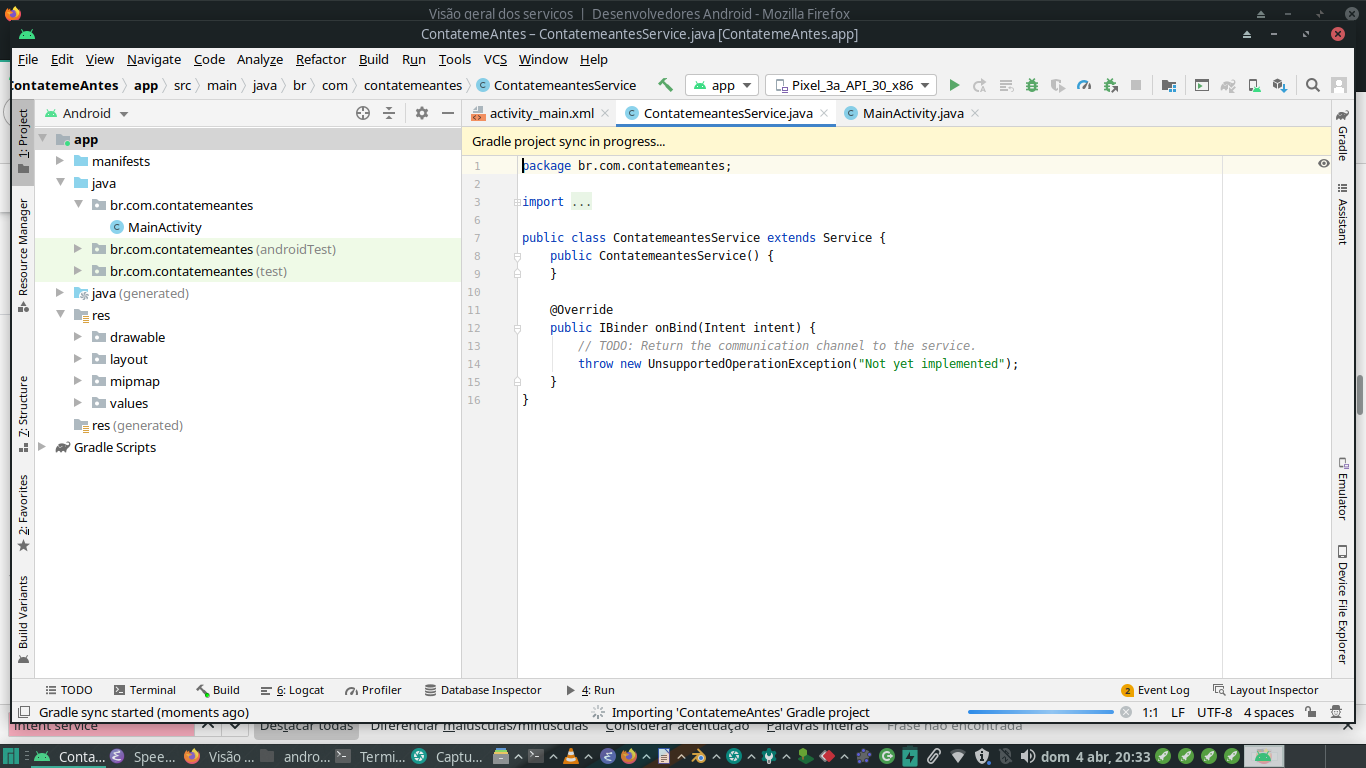 Visão geral dos servicos | Desenvolvedores Android - Mozilla Firefox
ContatemeAntes – ContatemeantesService.java [ContatemeAntes.app]
File Edit View Navigate Code Analyze Refactor Build Run Tools VCS Window Help
ContatemeAntes app src main java br com contatemeantes ContatemeantesService app Pixel_3a_API_30_x86
Android
activity_main.xml ContatemeantesService.java MainActivity.java
Gradle project sync in progress...
1: Project
Resource Manager
7: Structure
2: Favorites
Build Variants
app
manifests
java
br.com.contatemeantes
MainActivity
br.com.contatemeantes (androidTest)
br.com.contatemeantes (test)
java (generated)
res
drawable
layout
mipmap
values
res (generated)
Gradle Scripts
1 package br.com.contatemeantes;
2
3 import ...
6
7 public class ContatemeantesService extends Service {
8 public ContatemeantesService() {
9 }
10
11 @Override
12 public IBinder onBind(Intent intent) {
13 // TODO: Return the communication channel to the service.
14 throw new UnsupportedOperationException("Not yet implemented");
15 }
16 }
Gradle
Assistant
Emulator
Device File Explorer
TODO Terminal Build 6: Logcat Profiler Database Inspector 4: Run 2 Event Log Layout Inspector
Gradle sync started (moments ago) Importing 'ContatemeAntes' Gradle project 1:1 LF UTF-8 4 spaces
Intent service Destacar todas Diferenciar maiúsculas/minúsculas Considerar acentuação Palavras inteiras Frase não encontrada
Conta... Spee... Visão ... andro... Termi... Captu... dom 4 abr, 20:33